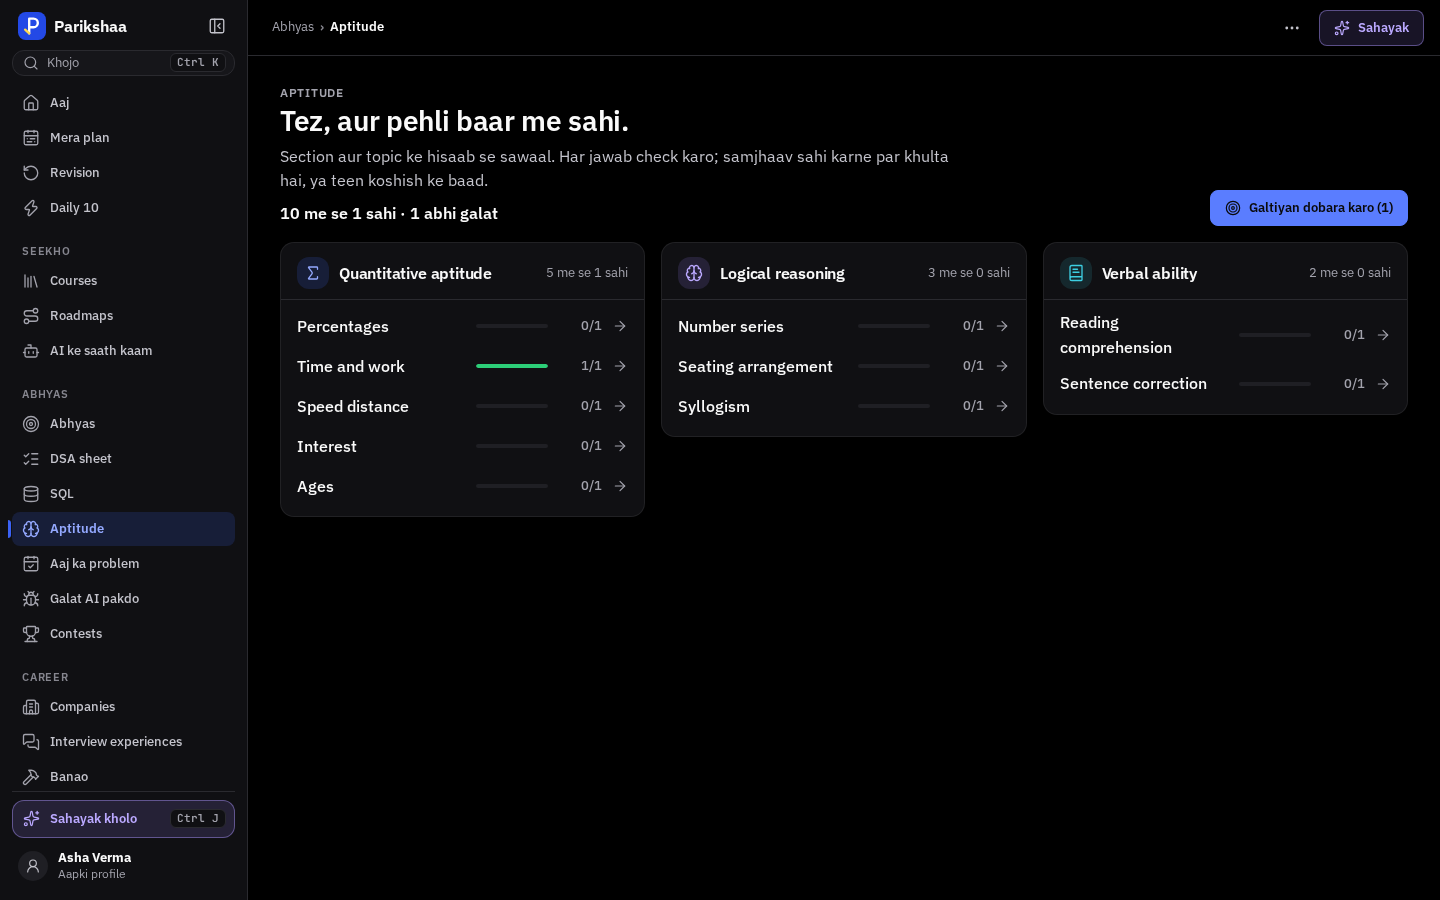 Parikshaa
Khojo
Ctrl K
Aaj
Mera plan
Revision
Daily 10
SEEKHO
Courses
Roadmaps
AI ke saath kaam
ABHYAS
Abhyas
DSA sheet
SQL
Aptitude
Aaj ka problem
Galat AI pakdo
Contests
CAREER
Companies
Interview experiences
Banao
Sahayak kholo
Ctrl J
Asha Verma
Aapki profile
Abhyas › Aptitude
Sahayak
APTITUDE
Tez, aur pehli baar me sahi.
Section aur topic ke hisaab se sawaal. Har jawab check karo; samjhaav sahi karne par khulta
hai, ya teen koshish ke baad.
10 me se 1 sahi · 1 abhi galat
Galtiyan dobara karo (1)
Quantitative aptitude
5 me se 1 sahi
Percentages
0/1
Time and work
1/1
Speed distance
0/1
Interest
0/1
Ages
0/1
Logical reasoning
3 me se 0 sahi
Number series
0/1
Seating arrangement
0/1
Syllogism
0/1
Verbal ability
2 me se 0 sahi
Reading
comprehension
0/1
Sentence correction
0/1